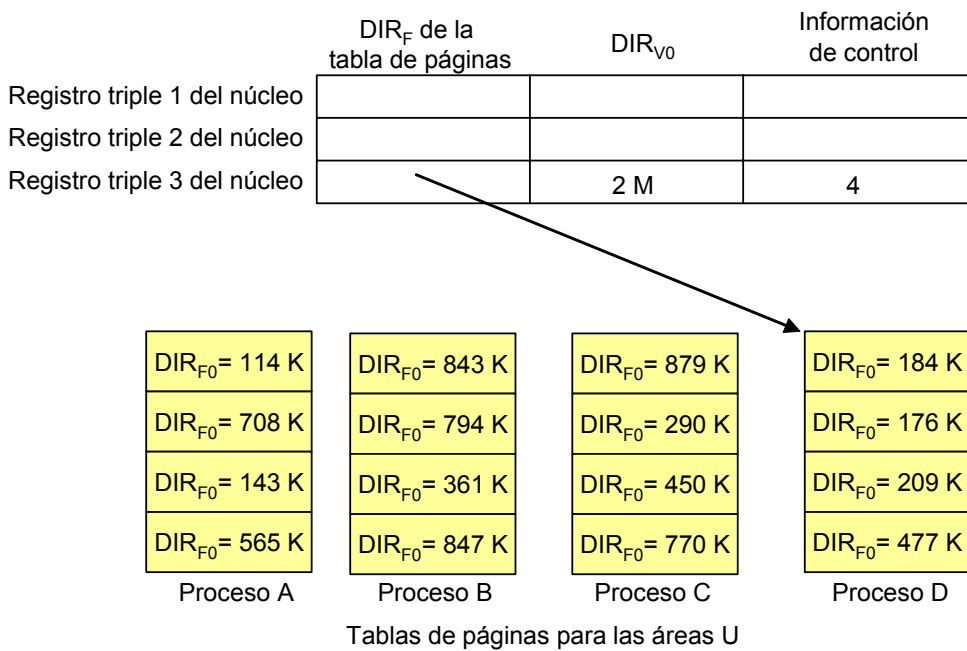 DIRF de la
tabla de páginas
DIRV0
Información
de control
Registro triple 1 del núcleo
Registro triple 2 del núcleo
Registro triple 3 del núcleo
2 M
4
DIRF0= 114 K
DIRF0= 708 K
DIRF0= 143 K
DIRF0= 565 K
Proceso A
DIRF0= 843 K
DIRF0= 794 K
DIRF0= 361 K
DIRF0= 847 K
Proceso B
DIRF0= 879 K
DIRF0= 290 K
DIRF0= 450 K
DIRF0= 770 K
Proceso C
DIRF0= 184 K
DIRF0= 176 K
DIRF0= 209 K
DIRF0= 477 K
Proceso D
Tablas de páginas para las áreas U